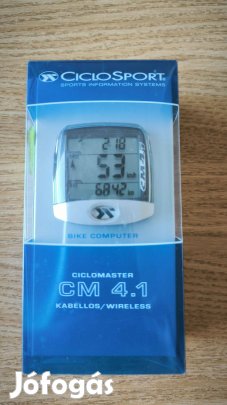 CICLOSPORT
SPORTS INFORMATION SYSTEMS
218
53
6842
BIKE COMPUTER
CICLOMASTER
CM 4.1
KABELLOS/WIRELESS
Jófogás